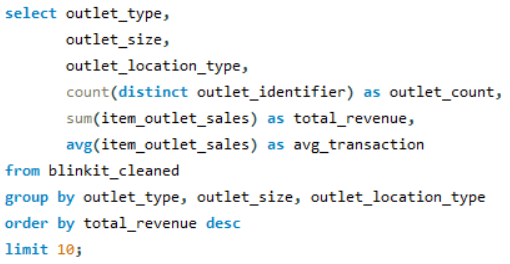 select outlet_type,
       outlet_size,
       outlet_location_type,
       count(distinct outlet_identifier) as outlet_count,
       sum(item_outlet_sales) as total_revenue,
       avg(item_outlet_sales) as avg_transaction
from blinkit_cleaned
group by outlet_type, outlet_size, outlet_location_type
order by total_revenue desc
limit 10;